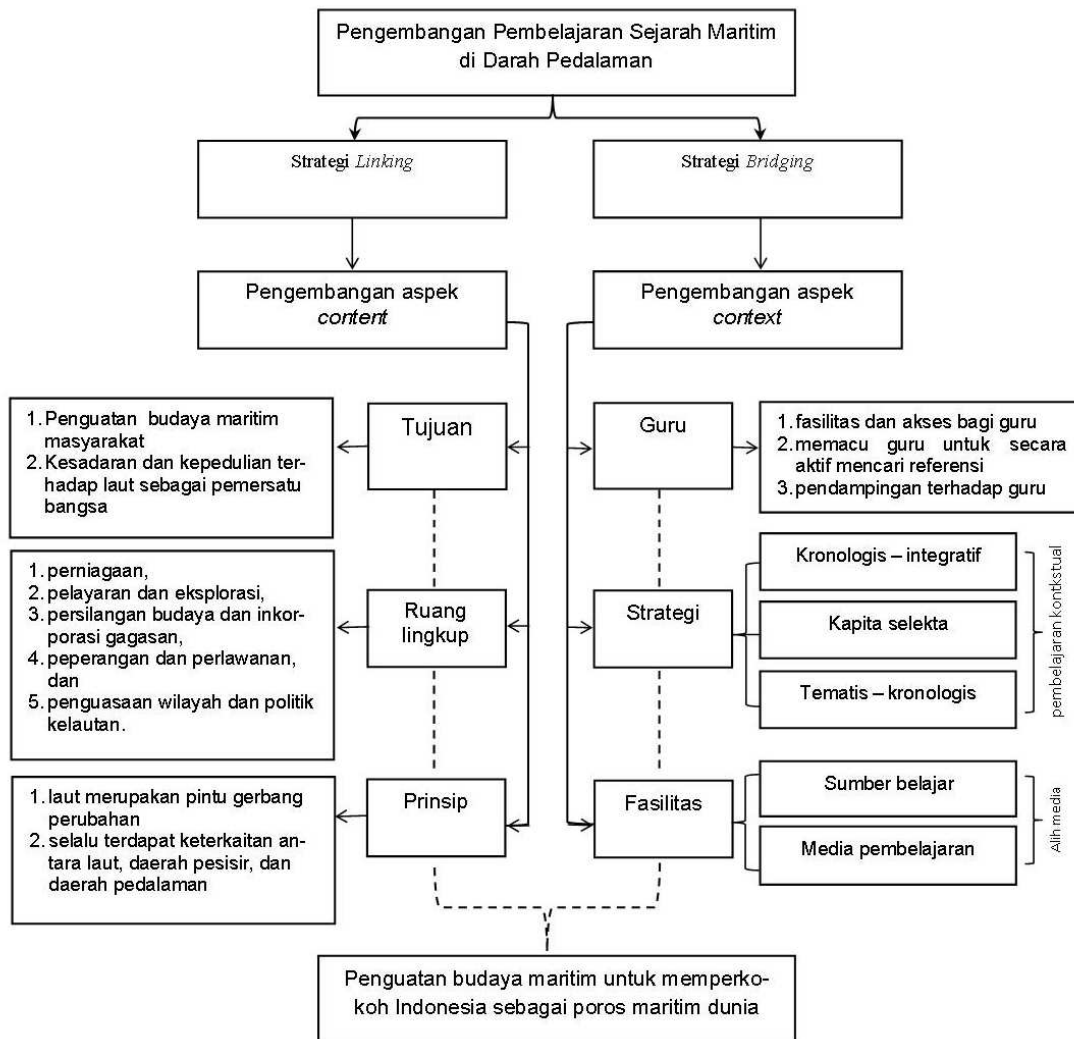 Pengembangan Pembelajaran Sejarah Maritim
di Darah Pedalaman
Strategi Linking
Strategi Bridging
Pengembangan aspek
content
Pengembangan aspek
context
1. Penguatan budaya maritim
masyarakat
2. Kesadaran dan kepedulian ter-
hadap laut sebagai pemersatu
bangsa
Tujuan
Guru
1. fasilitas dan akses bagi guru
2. memacu guru untuk secara
aktif mencari referensi
3. pendampingan terhadap guru
1. perniagaan,
2. pelayaran dan eksplorasi,
3. persilangan budaya dan inkor-
porasi gagasan,
4. peperangan dan perlawanan,
dan
5. penguasaan wilayah dan politik
kelautan.
Ruang
lingkup
Strategi
Kronologis – integratif
Kapita selekta
Tematis – kronologis
pembelajaran kontkstual
1. laut merupakan pintu gerbang
perubahan
2. selalu terdapat keterkaitan an-
tara laut, daerah pesisir, dan
daerah pedalaman
Prinsip
Fasilitas
Sumber belajar
Media pembelajaran
Alih media
Penguatan budaya maritim untuk memperko-
koh Indonesia sebagai poros maritim dunia